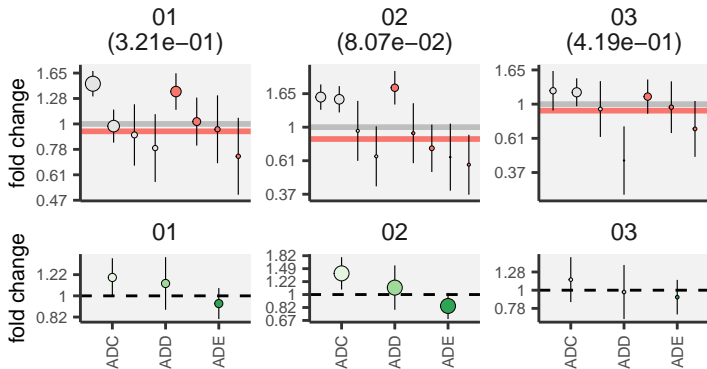 01
(3.21e−01)
02
(8.07e−02)
03
(4.19e−01)
fold change
1.65
1.28
1
0.78
0.61
0.47
1.65
1
0.61
0.37
1.65
1
0.61
0.37
01
02
03
fold change
1.22
1
0.82
1.82
1.49
1.22
1
0.82
0.67
1.28
1
0.78
ADC
ADD
ADE
ADC
ADD
ADE
ADC
ADD
ADE